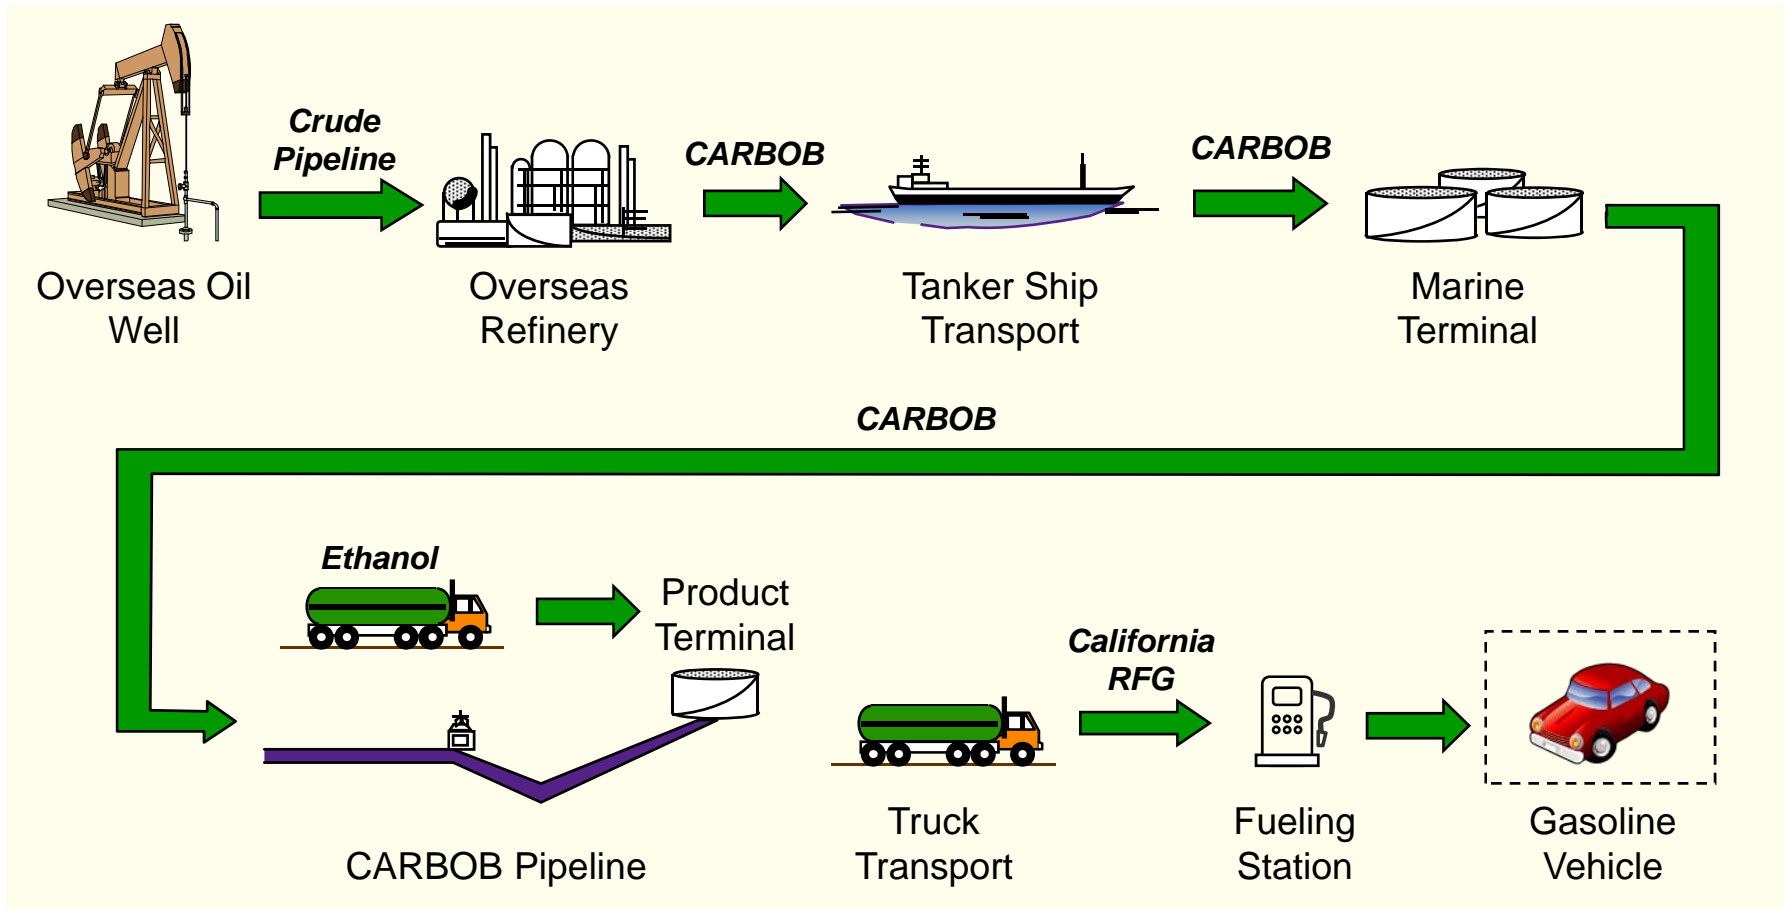 Crude
Pipeline
CARBOB
CARBOB
Overseas Oil
Well
Overseas
Refinery
Tanker Ship
Transport
Marine
Terminal
CARBOB
Ethanol
Product
Terminal
California
RFG
CARBOB Pipeline
Truck
Transport
Fueling
Station
Gasoline
Vehicle